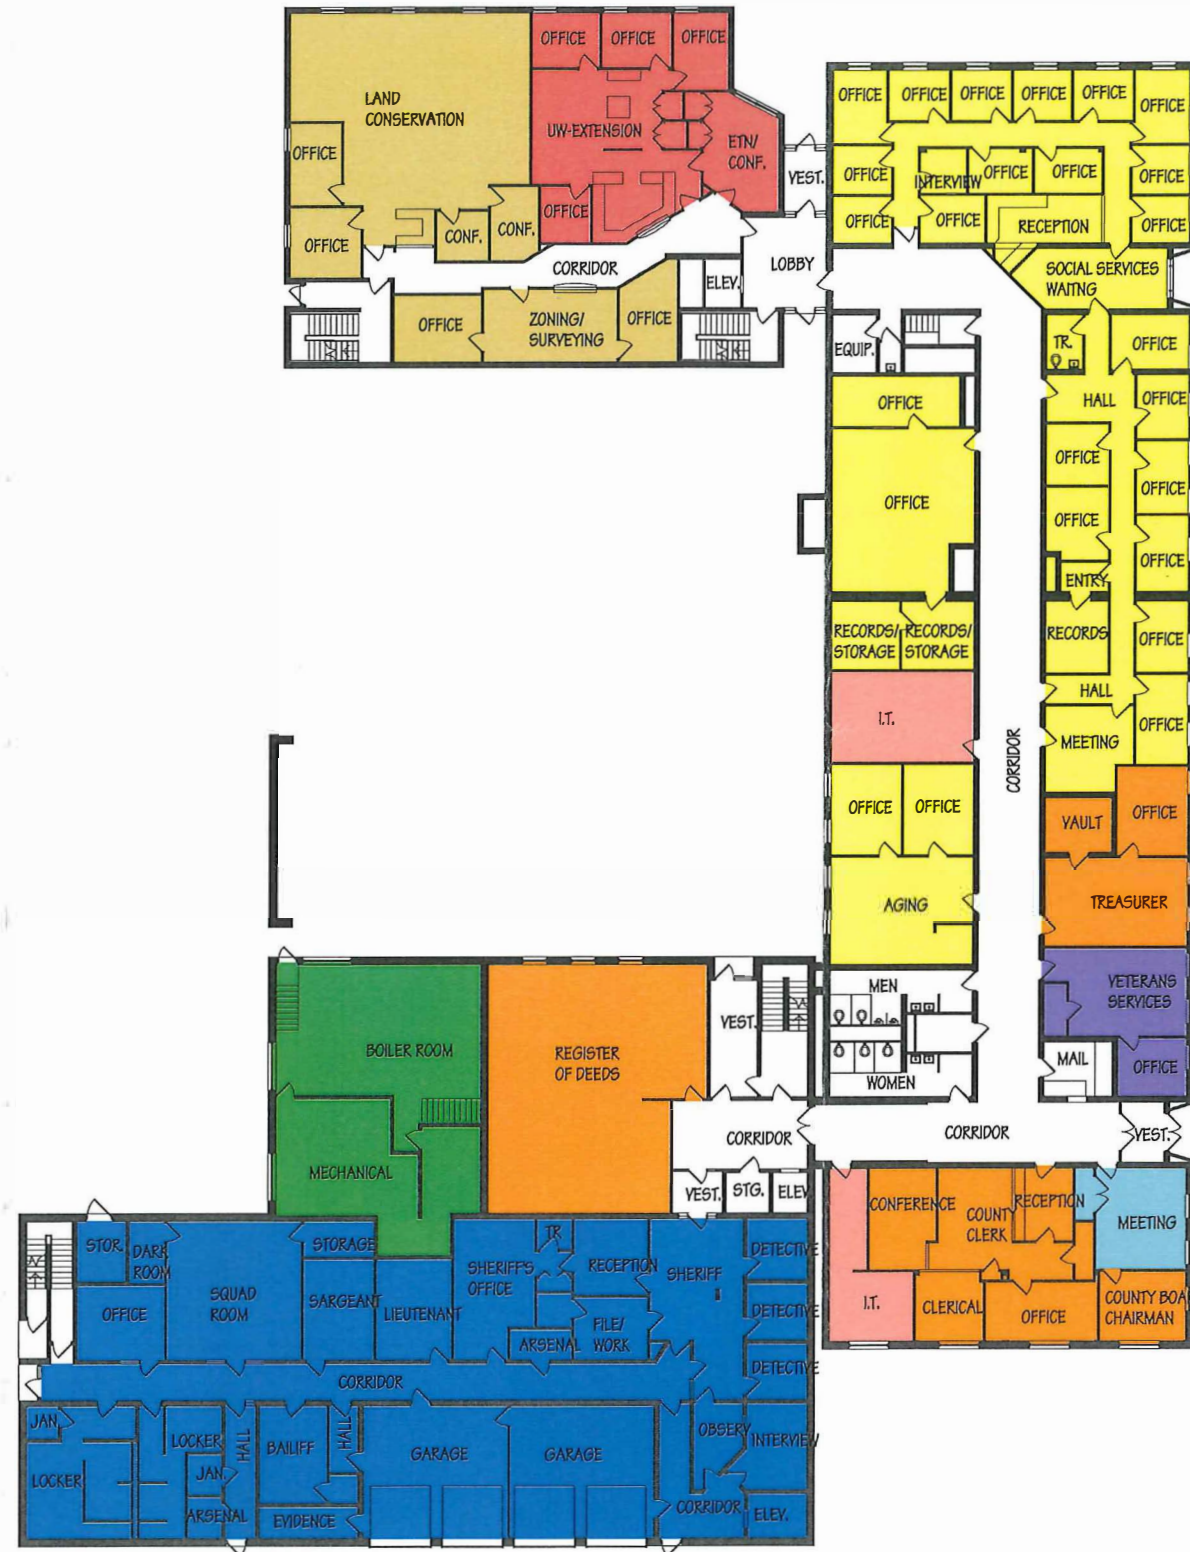 OFFICE
OFFICE
OFFICE
LAND
CONSERVATION
UW-EXTENSION
ETN/
CONF.
OFFICE
OFFICE
OFFICE
CONF.
CONF.
CORRIDOR
OFFICE
ZONING/
SURVEYING
OFFICE
ELEV.
VEST.
LOBBY
OFFICE
OFFICE
OFFICE
OFFICE
OFFICE
OFFICE
OFFICE
INTERVIEW
OFFICE
OFFICE
OFFICE
OFFICE
OFFICE
RECEPTION
OFFICE
SOCIAL SERVICES
WAITNG
EQUIP.
TR.
OFFICE
OFFICE
HALL
OFFICE
OFFICE
OFFICE
OFFICE
OFFICE
OFFICE
ENTRY
RECORDS/
STORAGE
RECORDS/
STORAGE
RECORDS
OFFICE
HALL
I.T.
OFFICE
MEETING
CORRIDOR
OFFICE
OFFICE
VAULT
OFFICE
AGING
TREASURER
MEN
VETERANS
SERVICES
WOMEN
MAIL
OFFICE
BOILER ROOM
REGISTER
OF DEEDS
VEST.
CORRIDOR
CORRIDOR
VEST.
MECHANICAL
VEST.
STG.
ELEV
CONFERENCE
COUNTY
CLERK
RECEPTION
MEETING
I.T.
CLERICAL
OFFICE
COUNTY BOA
CHAIRMAN
STOR.
DARK
ROOM
STORAGE
SHERIFF'S
OFFICE
TR.
RECEPTION
SHERIFF
DETECTIVE
OFFICE
SQUAD
ROOM
SARGEANT
LIEUTENANT
ARSENAL
FILE/
WORK
DETECTIVE
DETECTIVE
CORRIDOR
JAN.
LOCKER
HALL
BAILIFF
HALL
GARAGE
GARAGE
OBSERV
INTERVIEW
LOCKER
JAN.
ARSENAL
EVIDENCE
CORRIDOR
ELEV.